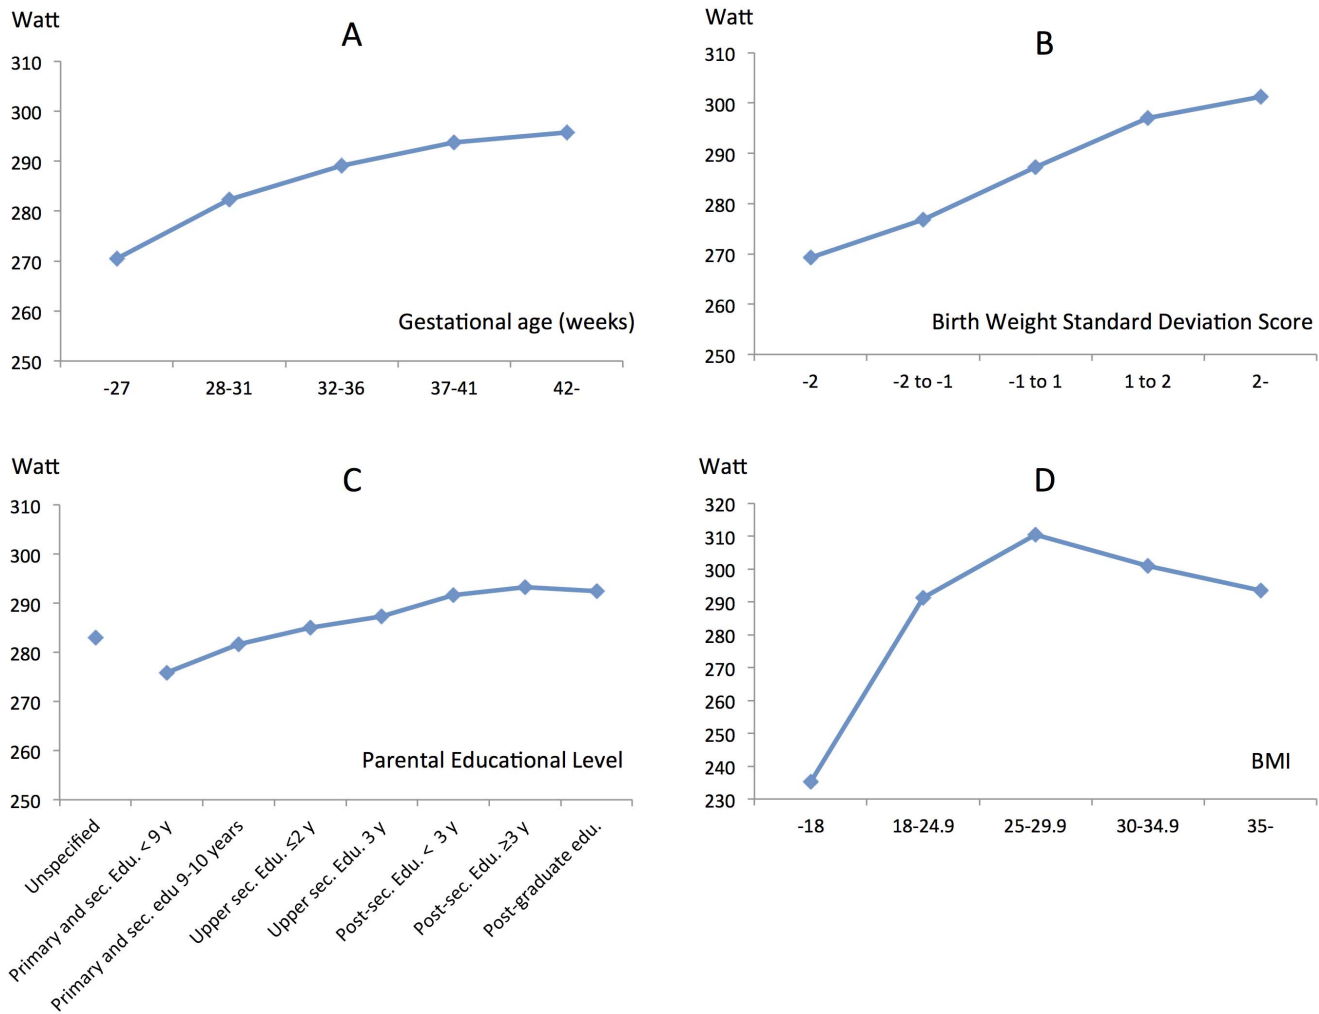 Watt
A
310
300
290
280
270
260
250
Gestational age (weeks)
-27 28-31 32-36 37-41 42-
Watt
B
310
300
290
280
270
260
250
Birth Weight Standard Deviation Score
-2 -2 to -1 -1 to 1 1 to 2 2-
Watt
C
310
300
290
280
270
260
250
Parental Educational Level
Unspecified
Primary and sec. Edu. < 9 y
Primary and sec. edu 9-10 years
Upper sec. Edu. ≤2 y
Upper sec. Edu. 3 y
Post-sec. Edu. < 3 y
Post-sec. Edu. ≥3 y
Post-graduate edu.
Watt
D
320
310
300
290
280
270
260
250
240
230
BMI
-18 18-24.9 25-29.9 30-34.9 35-